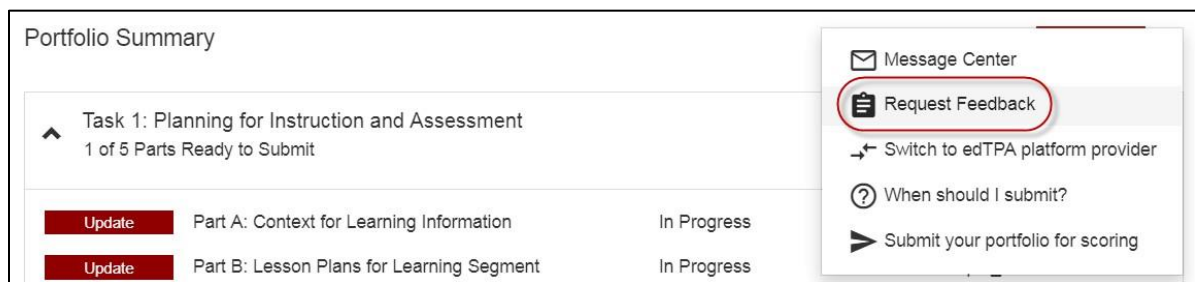 Portfolio Summary
Message Center
Request Feedback
Task 1: Planning for Instruction and Assessment
1 of 5 Parts Ready to Submit
Switch to edTPA platform provider
When should I submit?
Update Part A: Context for Learning Information In Progress
Submit your portfolio for scoring
Update Part B: Lesson Plans for Learning Segment In Progress